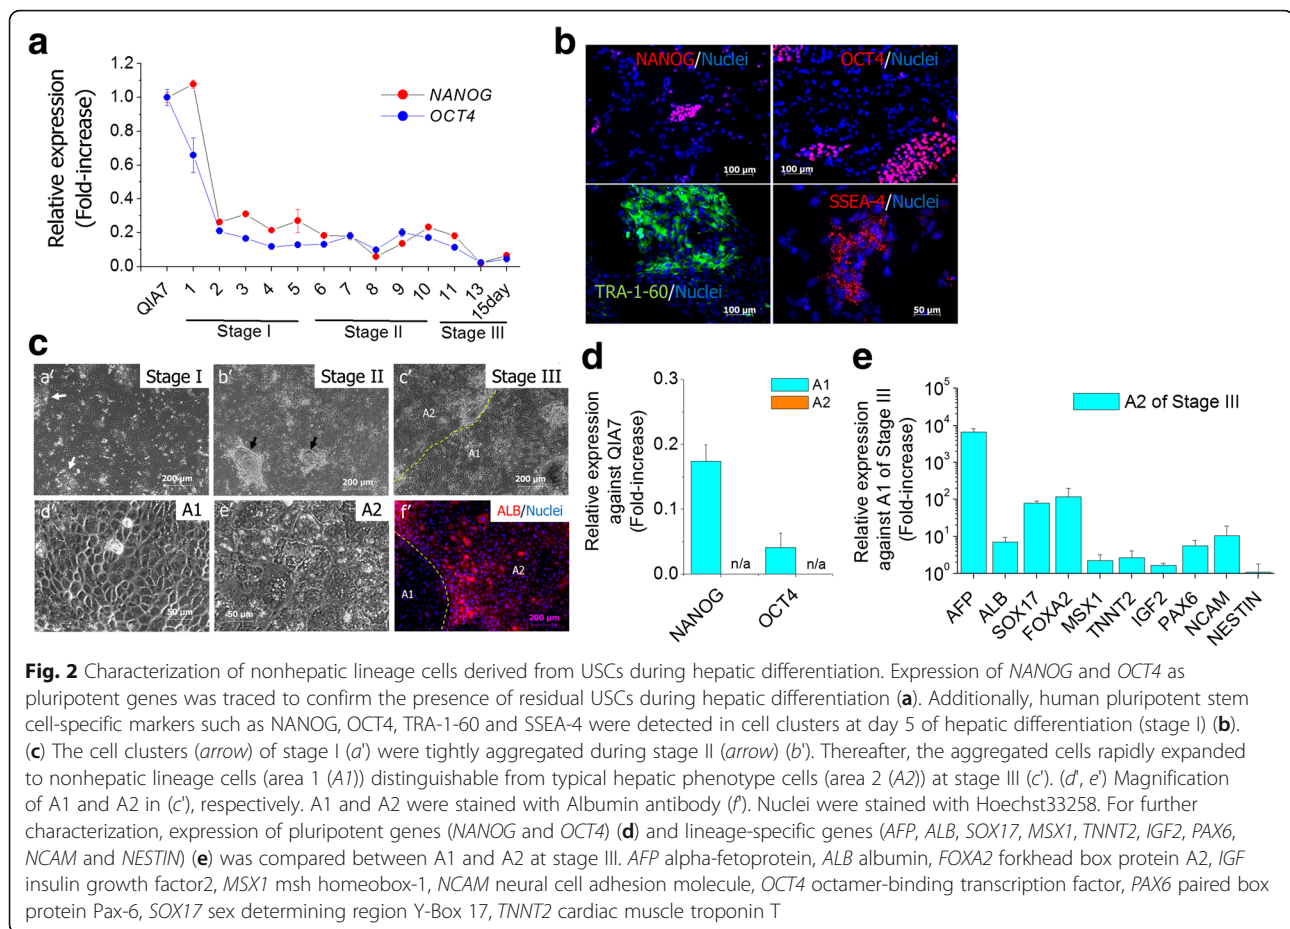 a
Relative expression
(Fold-increase)
1.2
1.0
0.8
0.6
0.4
0.2
0.0
NANOG
OCT4
QIA7 1 2 3 4 5 6 7 8 9 10 11 13 15day
Stage I Stage II Stage III
b
NANOG/Nuclei
100 µm
OCT4/Nuclei
100 µm
TRA-1-60/Nuclei
100 µm
SSEA-4/Nuclei
50 µm
c
a′ Stage I
200 µm
b′ Stage II
200 µm
c′ Stage III
A2
A1
200 µm
d′ A1
50 µm
e′ A2
50 µm
f′ ALB/Nuclei
A2
A1
200 µm
d
Relative expression
against QIA7
(Fold-increase)
0.3
0.2
0.1
0.0
A1
A2
n/a n/a
NANOG OCT4
e
Relative expression
against A1 of Stage III
(Fold-increase)
10⁵
10⁴
10³
10²
10¹
10⁰
A2 of Stage III
AFP ALB SOX17 FOXA2 MSX1 TNNT2 IGF2 PAX6 NCAM NESTIN
Fig. 2 Characterization of nonhepatic lineage cells derived from USCs during hepatic differentiation. Expression of NANOG and OCT4 as
pluripotent genes was traced to confirm the presence of residual USCs during hepatic differentiation (a). Additionally, human pluripotent stem
cell-specific markers such as NANOG, OCT4, TRA-1-60 and SSEA-4 were detected in cell clusters at day 5 of hepatic differentiation (stage I) (b).
(c) The cell clusters (arrow) of stage I (a') were tightly aggregated during stage II (arrow) (b'). Thereafter, the aggregated cells rapidly expanded
to nonhepatic lineage cells (area 1 (A1)) distinguishable from typical hepatic phenotype cells (area 2 (A2)) at stage III (c'). (d', e') Magnification
of A1 and A2 in (c'), respectively. A1 and A2 were stained with Albumin antibody (f'). Nuclei were stained with Hoechst33258. For further
characterization, expression of pluripotent genes (NANOG and OCT4) (d) and lineage-specific genes (AFP, ALB, SOX17, MSX1, TNNT2, IGF2, PAX6,
NCAM and NESTIN) (e) was compared between A1 and A2 at stage III. AFP alpha-fetoprotein, ALB albumin, FOXA2 forkhead box protein A2, IGF
insulin growth factor2, MSX1 msh homeobox-1, NCAM neural cell adhesion molecule, OCT4 octamer-binding transcription factor, PAX6 paired box
protein Pax-6, SOX17 sex determining region Y-Box 17, TNNT2 cardiac muscle troponin T